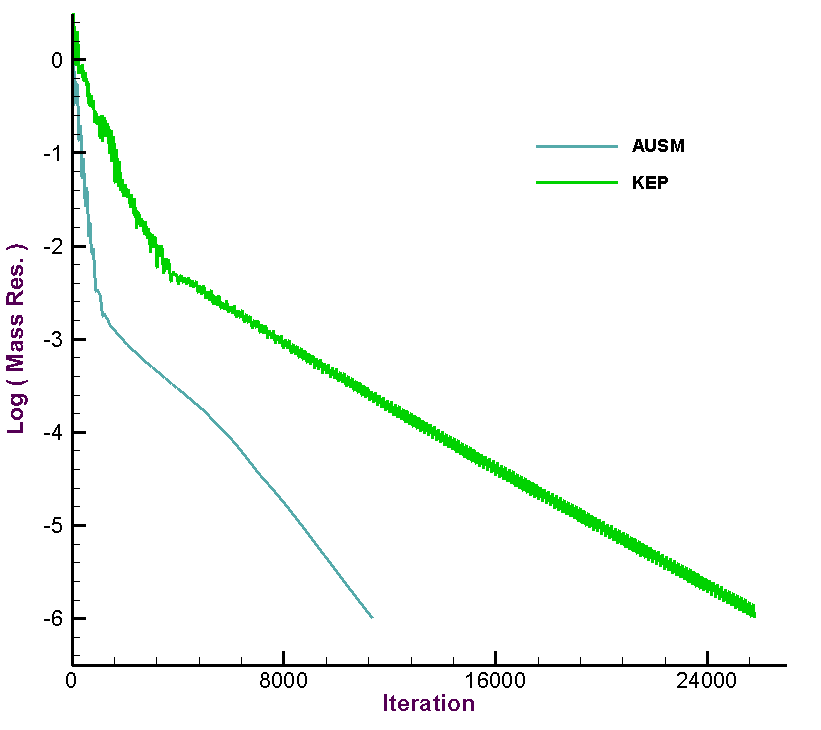 0
-1
-2
-3
-4
-5
-6
Log ( Mass Res. )
AUSM
KEP
0 8000 16000 24000
Iteration